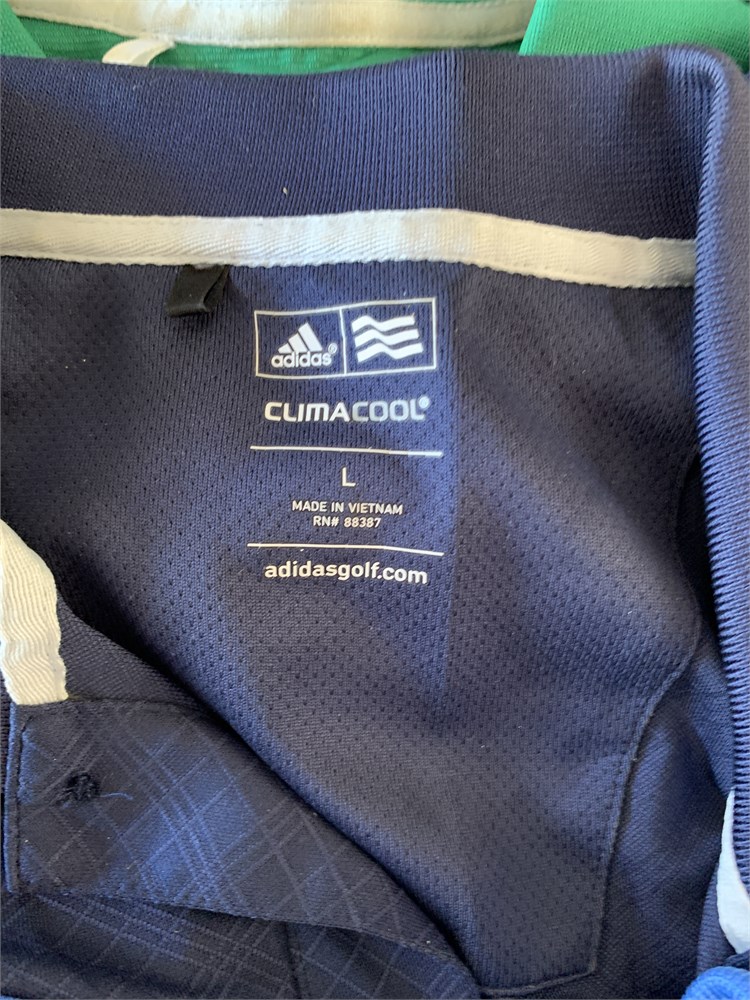 adidas®
CLIMACOOL®
L
MADE IN VIETNAM
RN# 88387
adidasgolf.com